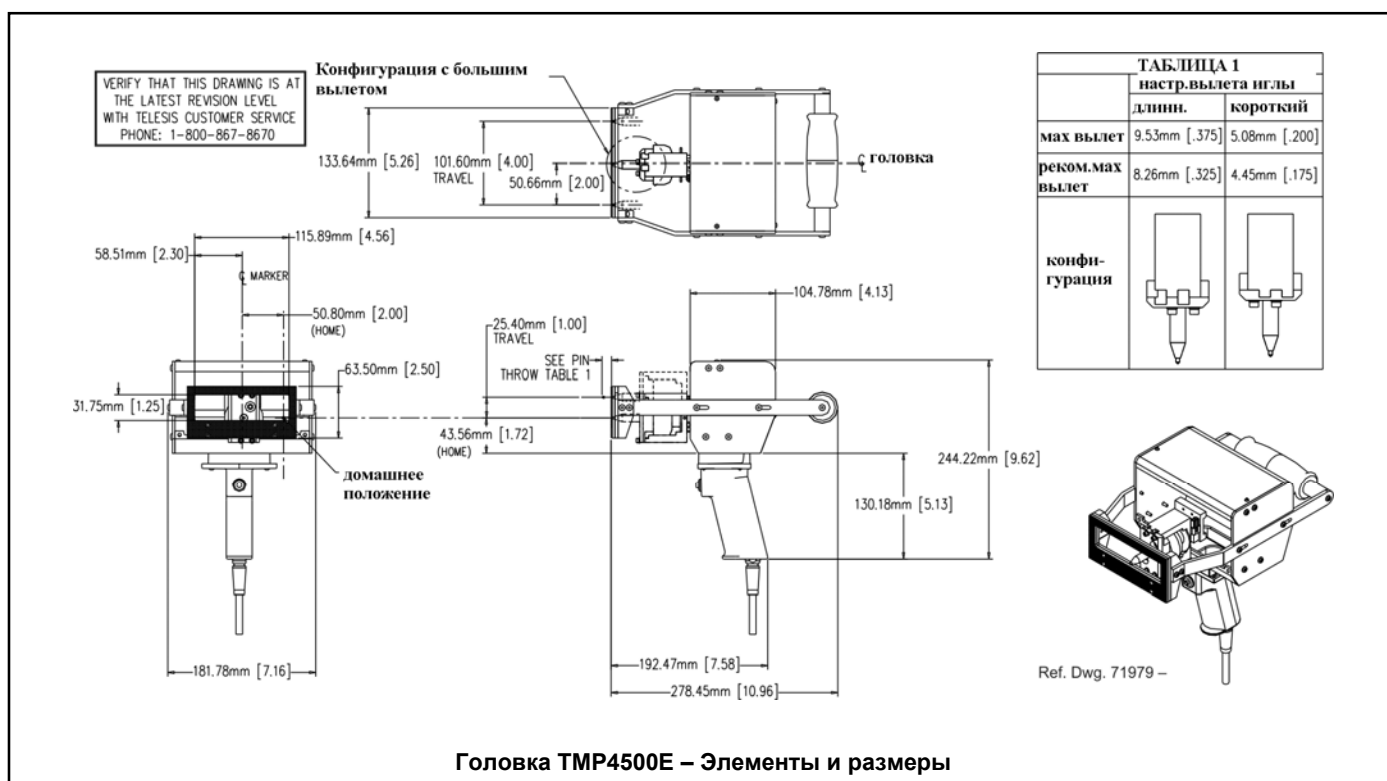 VERIFY THAT THIS DRAWING IS AT
THE LATEST REVISION LEVEL
WITH TELESIS CUSTOMER SERVICE
PHONE: 1-800-867-8670
Конфигурация с большим
вылетом
133.64mm [5.26]
101.60mm [4.00]
TRAVEL
50.66mm [2.00]
головка
ТАБЛИЦА 1
настр.вылета иглы
длинн.
короткий
мах вылет
9.53mm [.375]
5.08mm [.200]
реком.мах
вылет
8.26mm [.325]
4.45mm [.175]
конфи-
гурация
115.89mm [4.56]
58.51mm [2.30]
MARKER
50.80mm [2.00]
(HOME)
63.50mm [2.50]
31.75mm [1.25]
домашнее
положение
181.78mm [7.16]
104.78mm [4.13]
25.40mm [1.00]
TRAVEL
SEE PIN
THROW TABLE 1
43.56mm [1.72]
(HOME)
244.22mm [9.62]
130.18mm [5.13]
192.47mm [7.58]
278.45mm [10.96]
Ref. Dwg. 71979 –
Головка TMP4500E – Элементы и размеры